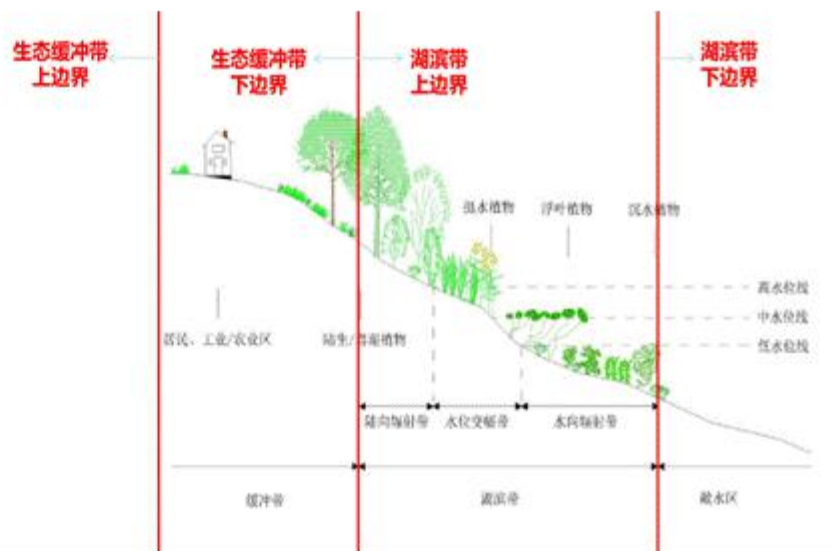 生态缓冲带
上边界
生态缓冲带
下边界
湖滨带
上边界
湖滨带
下边界
挺水植物
浮叶植物
沉水植物
高水位线
中水位线
低水位线
居民、工业/农业区
陆生/喜湿植物
陆向辐射带
水位变幅带
水向辐射带
缓冲带
湖滨带
敞水区